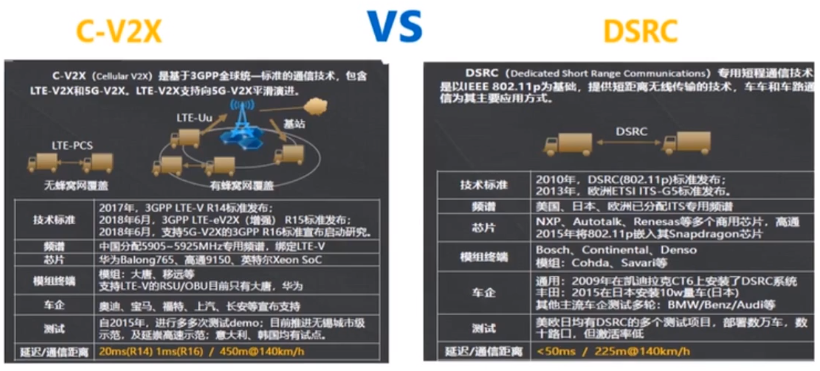 C-V2X
VS
DSRC
C-V2X（Cellular V2X）是基于3GPP全球统一标准的通信技术，包含
LTE-V2X和5G-V2X。LTE-V2X支持向5G-V2X平滑演进。
LTE-Uu
基站
LTE-PC5
无蜂窝网覆盖
有蜂窝网覆盖
技术标准
2017年，3GPP LTE-V R14标准发布；
2018年6月，3GPP LTE-eV2X（增强） R15标准发布；
2018年6月，支持5G-V2X的3GPP R16标准宣布启动研究。
频谱
中国分配5905~5925MHz专用频谱，绑定LTE-V
芯片
华为Balong765、高通9150、英特尔Xeon SoC
模组终端
模组：大唐、移远等
支持LTE-V的RSU/OBU目前只有大唐，华为
车企
奥迪、宝马、福特、上汽、长安等宣布支持
测试
自2015年，进行多多次测试demo；目前推进无锡城市级
示范，及延崇高速示范；意大利、韩国均有试点。
延迟/通信距离
20ms(R14) 1ms(R16) / 450m@140km/h
DSRC（Dedicated Short Range Communications）专用短程通信技术
是以IEEE 802.11p为基础，提供短距离无线传输的技术，车车和车路通
信为其主要应用方式。
DSRC
技术标准
2010年，DSRC(802.11p)标准发布；
2013年，欧洲ETSI ITS-G5标准发布。
频谱
美国、日本、欧洲已分配ITS专用频谱
芯片
NXP、Autotalk、Renesas等多个商用芯片，高通
2015年将802.11p嵌入其Snapdragon芯片
模组终端
Bosch、Continental、Denso
模组：Cohda、Savari等
车企
通用：2009年在凯迪拉克CT6上安装了DSRC系统
丰田：2015在日本安装10w量车(日本)
其他主流车企测试多轮：BMW/Benz/Audi等
测试
美欧日均有DSRC的多个测试项目，部署数万车，数
十路口，但激活率低
延迟/通信距离
<50ms / 225m@140km/h